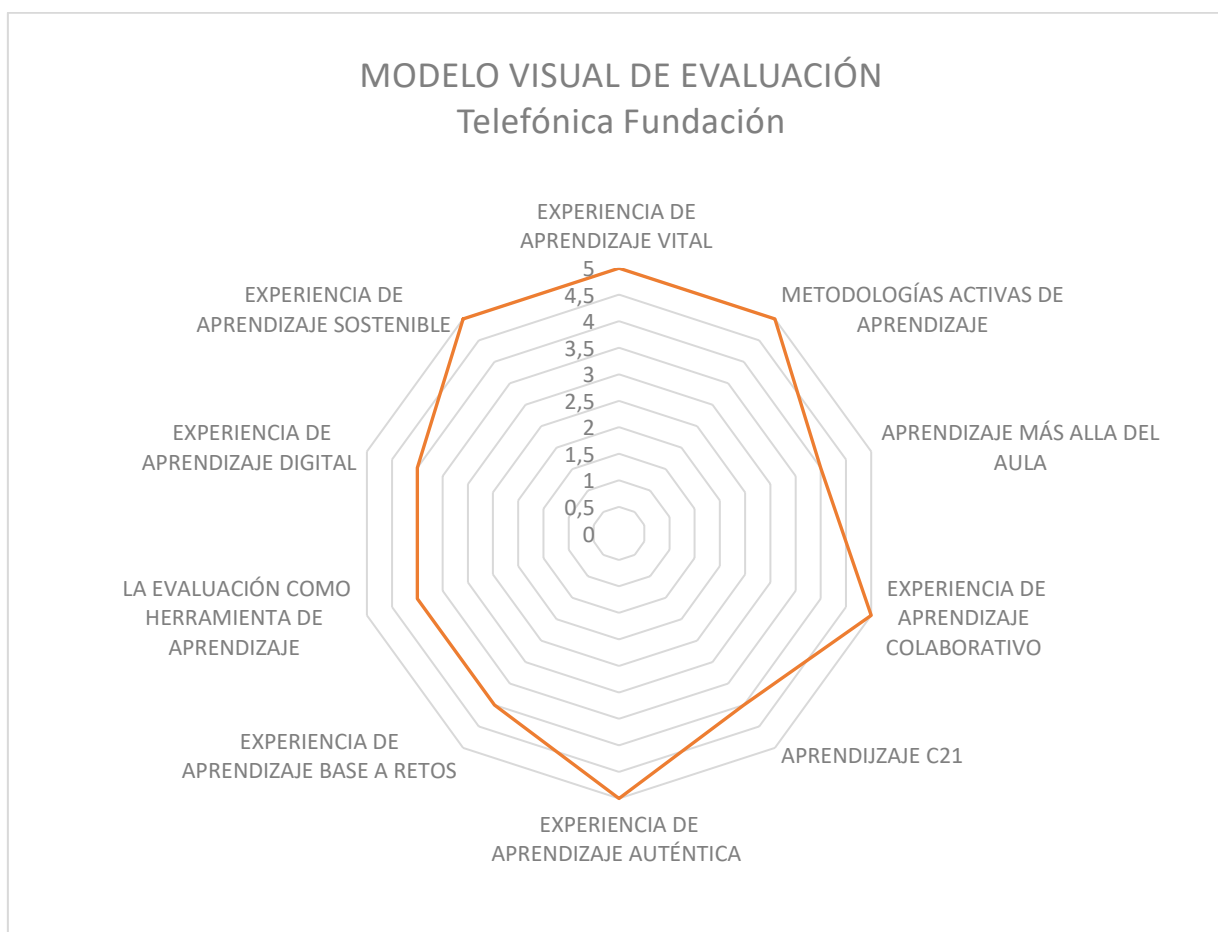 MODELO VISUAL DE EVALUACIÓN
Telefónica Fundación
EXPERIENCIA DE
APRENDIZAJE VITAL
METODOLOGÍAS ACTIVAS DE
APRENDIZAJE
APRENDIZAJE MÁS ALLA DEL
AULA
EXPERIENCIA DE
APRENDIZAJE
COLABORATIVO
APRENDIJZAJE C21
EXPERIENCIA DE
APRENDIZAJE AUTÉNTICA
EXPERIENCIA DE
APRENDIZAJE BASE A RETOS
LA EVALUACIÓN COMO
HERRAMIENTA DE
APRENDIZAJE
EXPERIENCIA DE
APRENDIZAJE DIGITAL
EXPERIENCIA DE
APRENDIZAJE SOSTENIBLE
5
4,5
4
3,5
3
2,5
2
1,5
1
0,5
0